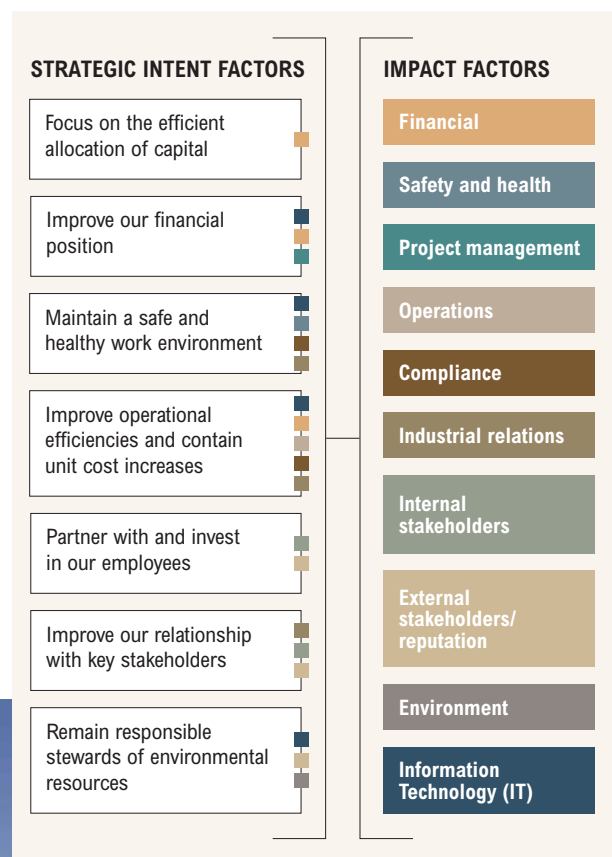 STRATEGIC INTENT FACTORS
Focus on the efficient
allocation of capital
Improve our financial
position
Maintain a safe and
healthy work environment
Improve operational
efficiencies and contain
unit cost increases
Partner with and invest
in our employees
Improve our relationship
with key stakeholders
Remain responsible
stewards of environmental
resources
IMPACT FACTORS
Financial
Safety and health
Project management
Operations
Compliance
Industrial relations
Internal
stakeholders
External
stakeholders/
reputation
Environment
Information
Technology (IT)